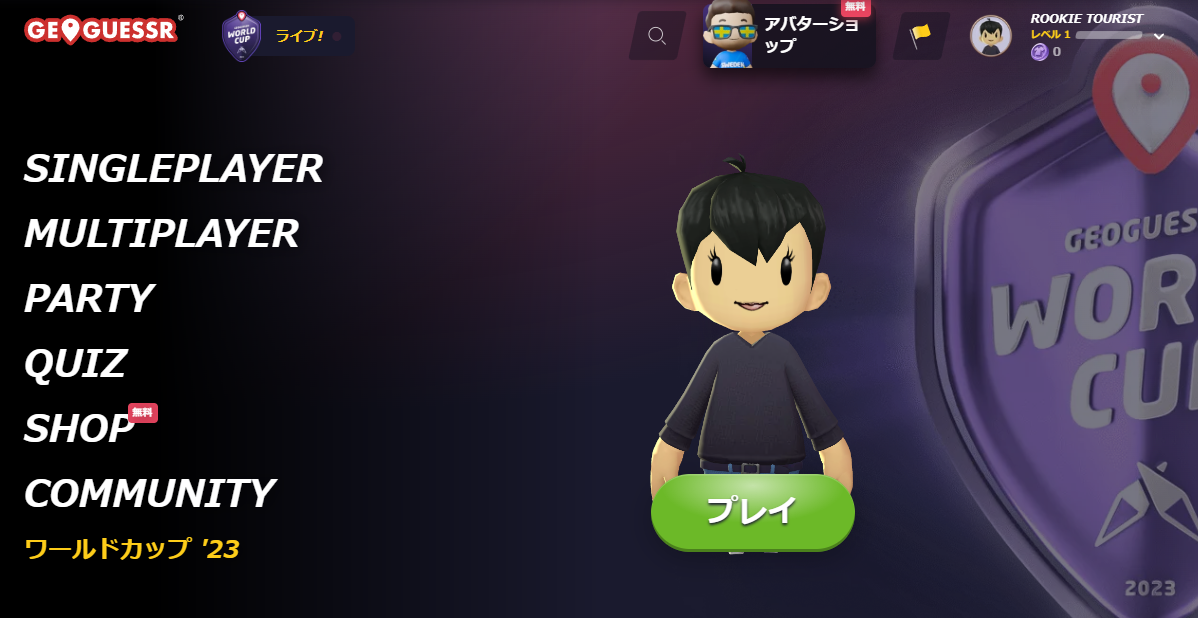 GEOGUESSR®
WORLD
CUP
ライブ!
無料
アバターショ
ップ
SWEDEN
ROOKIE TOURIST
レベル 1
0
SINGLEPLAYER
MULTIPLAYER
PARTY
QUIZ
SHOP 無料
COMMUNITY
ワールドカップ '23
プレイ
GEOGUES
WOR
CU
2023